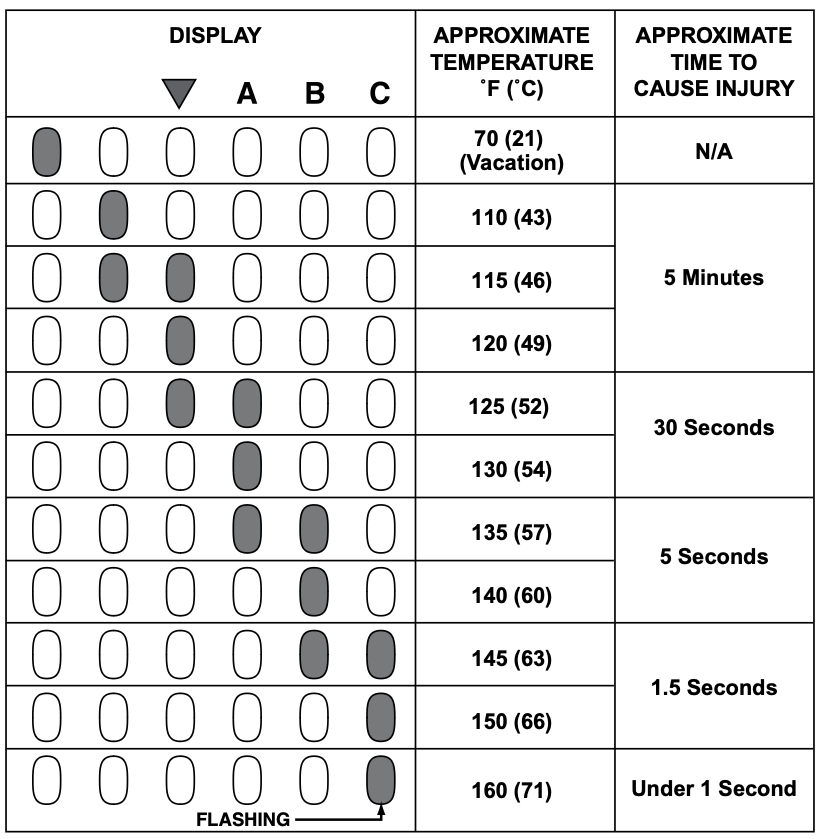 DISPLAY
APPROXIMATE
TEMPERATURE
˚F (˚C)
APPROXIMATE
TIME TO
CAUSE INJURY
A B C
70 (21)
(Vacation)
N/A
110 (43)
115 (46)
5 Minutes
120 (49)
125 (52)
30 Seconds
130 (54)
135 (57)
5 Seconds
140 (60)
145 (63)
1.5 Seconds
150 (66)
160 (71)
Under 1 Second
FLASHING